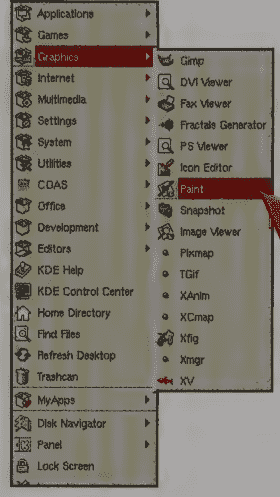 Applications
Games
Graphics
Internet
Multimedia
Settings
System
Utilities
CDAS
Office
Development
Editors
KDE Help
KDE Control Center
Home Directory
Find Files
Refresh Desktop
Trashcan
MyApps
Disk Navigator
Panel
Lock Screen
Gimp
DVI Viewer
Fax Viewer
Fractals Generator
PS Viewer
Icon Editor
Paint
Snapshot
Image Viewer
Pixmap
TGif
XAnim
XCmap
Xfig
Xmgr
XV